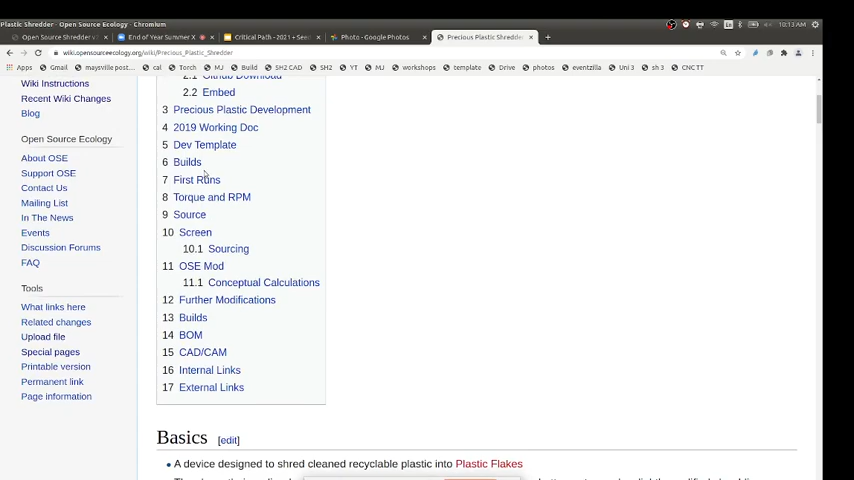 Plastic Shredder - Open Source Ecology - Chromium
10:13 AM
Open Source Shredder v
End of Year Summer X
Critical Path - 2021 + See
Photo - Google Photos
Precious Plastic Shredder
wiki.opensourceecology.org/wiki/Precious_Plastic_Shredder
Apps Gmail maysville post… cal Torch MJ Build SH2 CAD SH2 YT MJ workshops template Drive photos eventzilla Uni 3 sh 3 CNC TT
Wiki Instructions
Recent Wiki Changes
Blog
Open Source Ecology
About OSE
Support OSE
Contact Us
Mailing List
In The News
Events
Discussion Forums
FAQ
Tools
What links here
Related changes
Upload file
Special pages
Printable version
Permanent link
Page information
2.1 Github Download
2.2 Embed
3 Precious Plastic Development
4 2019 Working Doc
5 Dev Template
6 Builds
7 First Runs
8 Torque and RPM
9 Source
10 Screen
10.1 Sourcing
11 OSE Mod
11.1 Conceptual Calculations
12 Further Modifications
13 Builds
14 BOM
15 CAD/CAM
16 Internal Links
17 External Links
Basics [edit]
A device designed to shred cleaned recyclable plastic into Plastic Flakes